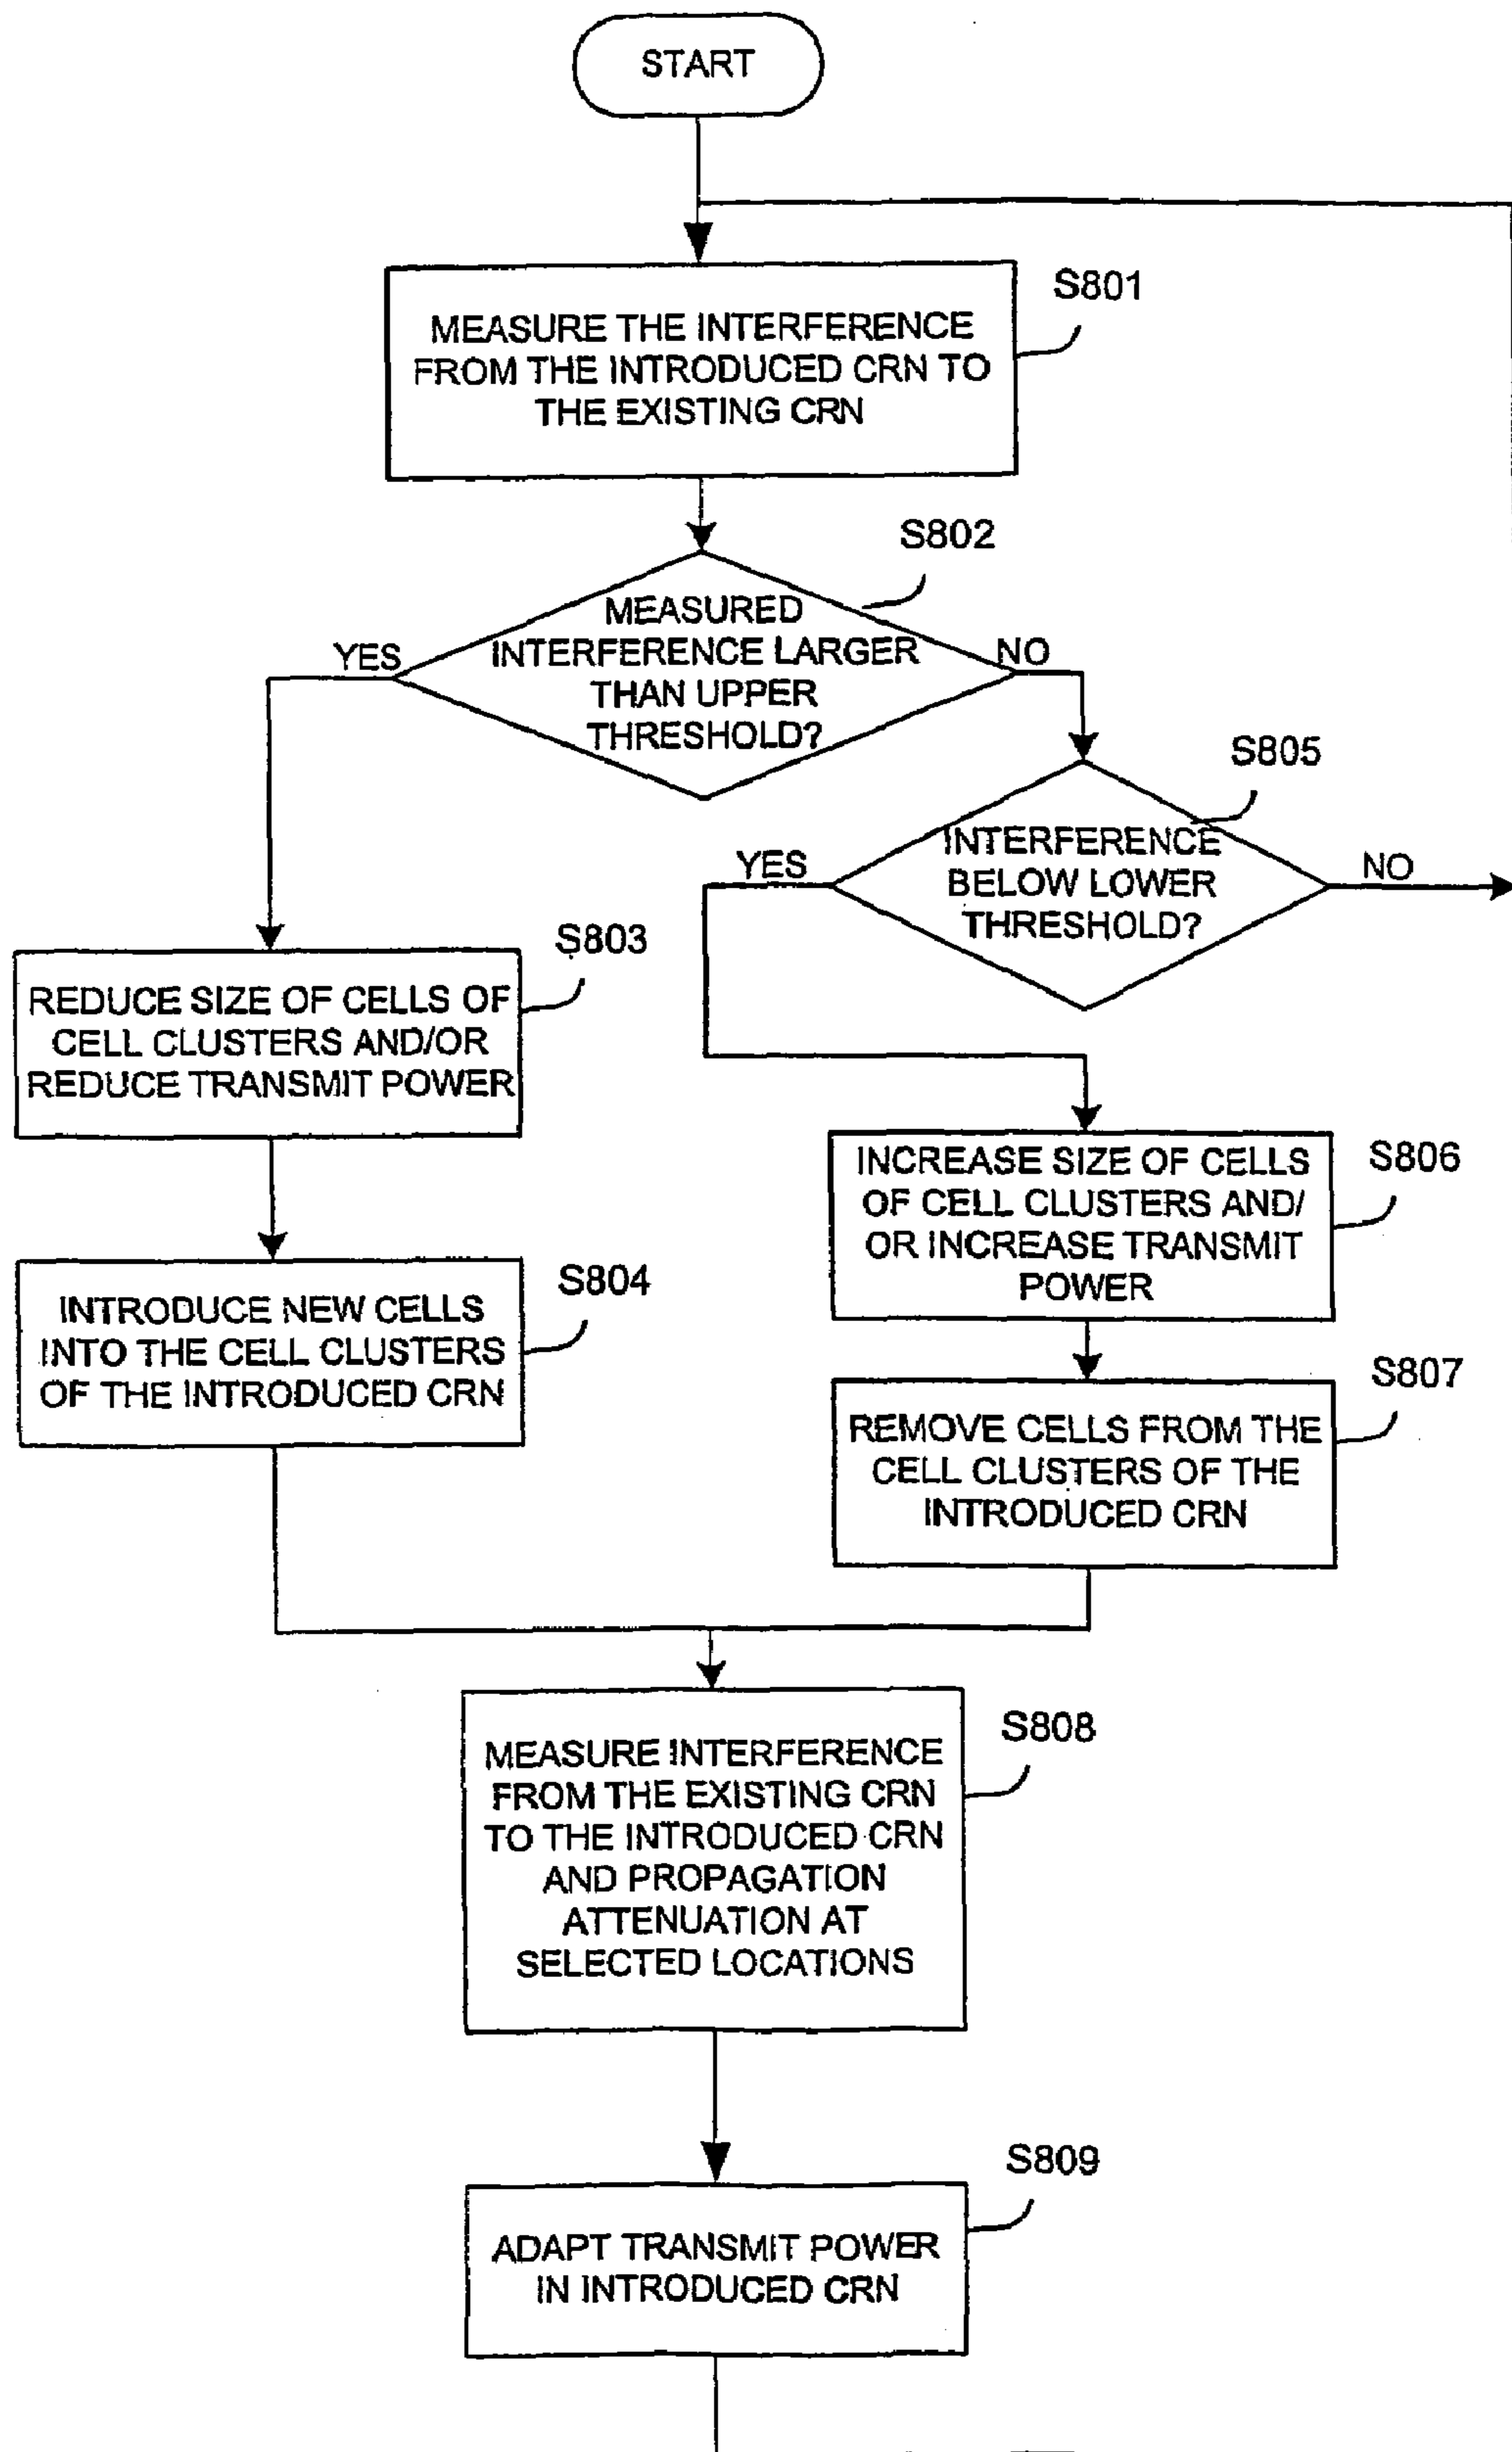 START
MEASURE THE INTERFERENCE
FROM THE INTRODUCED CRN TO
THE EXISTING CRN
S801
MEASURED
INTERFERENCE LARGER
THAN UPPER
THRESHOLD?
S802
YES
NO
INTERFERENCE
BELOW LOWER
THRESHOLD?
S805
YES
NO
REDUCE SIZE OF CELLS OF
CELL CLUSTERS AND/OR
REDUCE TRANSMIT POWER
S803
INTRODUCE NEW CELLS
INTO THE CELL CLUSTERS
OF THE INTRODUCED CRN
S804
INCREASE SIZE OF CELLS
OF CELL CLUSTERS AND/
OR INCREASE TRANSMIT
POWER
S806
REMOVE CELLS FROM THE
CELL CLUSTERS OF THE
INTRODUCED CRN
S807
MEASURE INTERFERENCE
FROM THE EXISTING CRN
TO THE INTRODUCED CRN
AND PROPAGATION
ATTENUATION AT
SELECTED LOCATIONS
S808
ADAPT TRANSMIT POWER
IN INTRODUCED CRN
S809